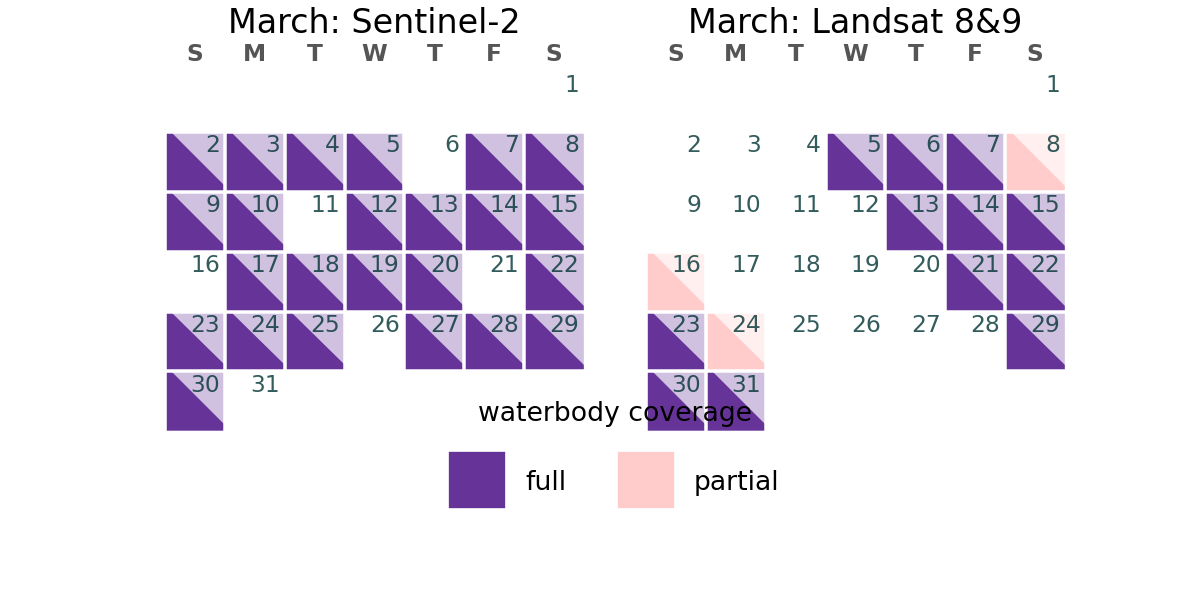 March: Sentinel-2
S M T W T F S
1
2 3 4 5 6 7 8
9 10 11 12 13 14 15
16 17 18 19 20 21 22
23 24 25 26 27 28 29
30 31
March: Landsat 8&9
S M T W T F S
1
2 3 4 5 6 7 8
9 10 11 12 13 14 15
16 17 18 19 20 21 22
23 24 25 26 27 28 29
30 31
waterbody coverage
full partial